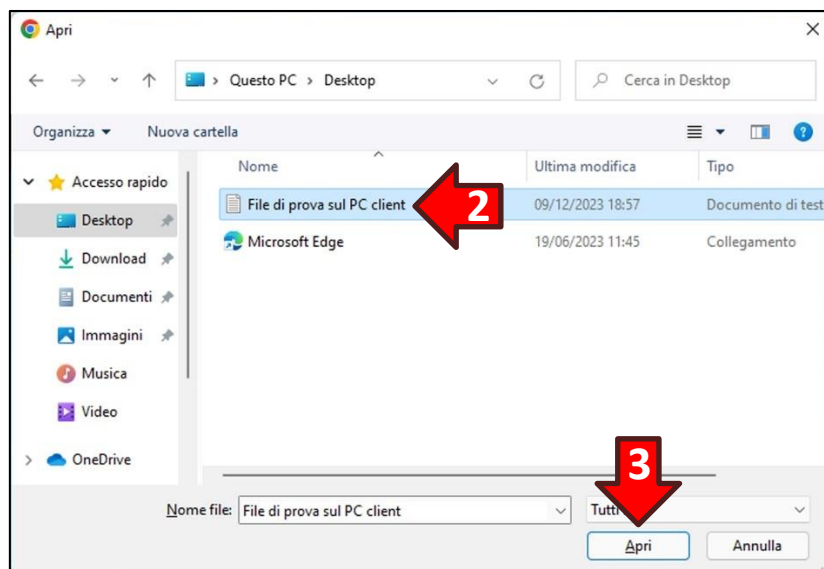 Apri
Questo PC > Desktop
Cerca in Desktop
Organizza
Nuova cartella
Nome
Ultima modifica
Tipo
Accesso rapido
Desktop
Download
Documenti
Immagini
Musica
Video
OneDrive
File di prova sul PC client
2
09/12/2023 18:57
Documento di test
Microsoft Edge
19/06/2023 11:45
Collegamento
3
Nome file:
File di prova sul PC client
Tutti
Apri
Annulla